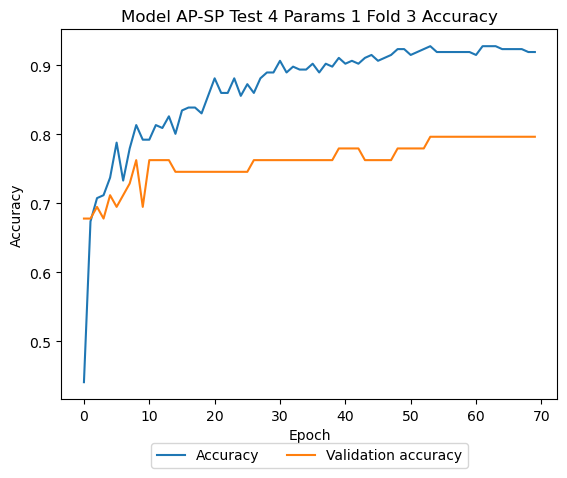 Model AP-SP Test 4 Params 1 Fold 3 Accuracy
Accuracy
0.9
0.8
0.7
0.6
0.5
0 10 20 30 40 50 60 70
Epoch
Accuracy Validation accuracy